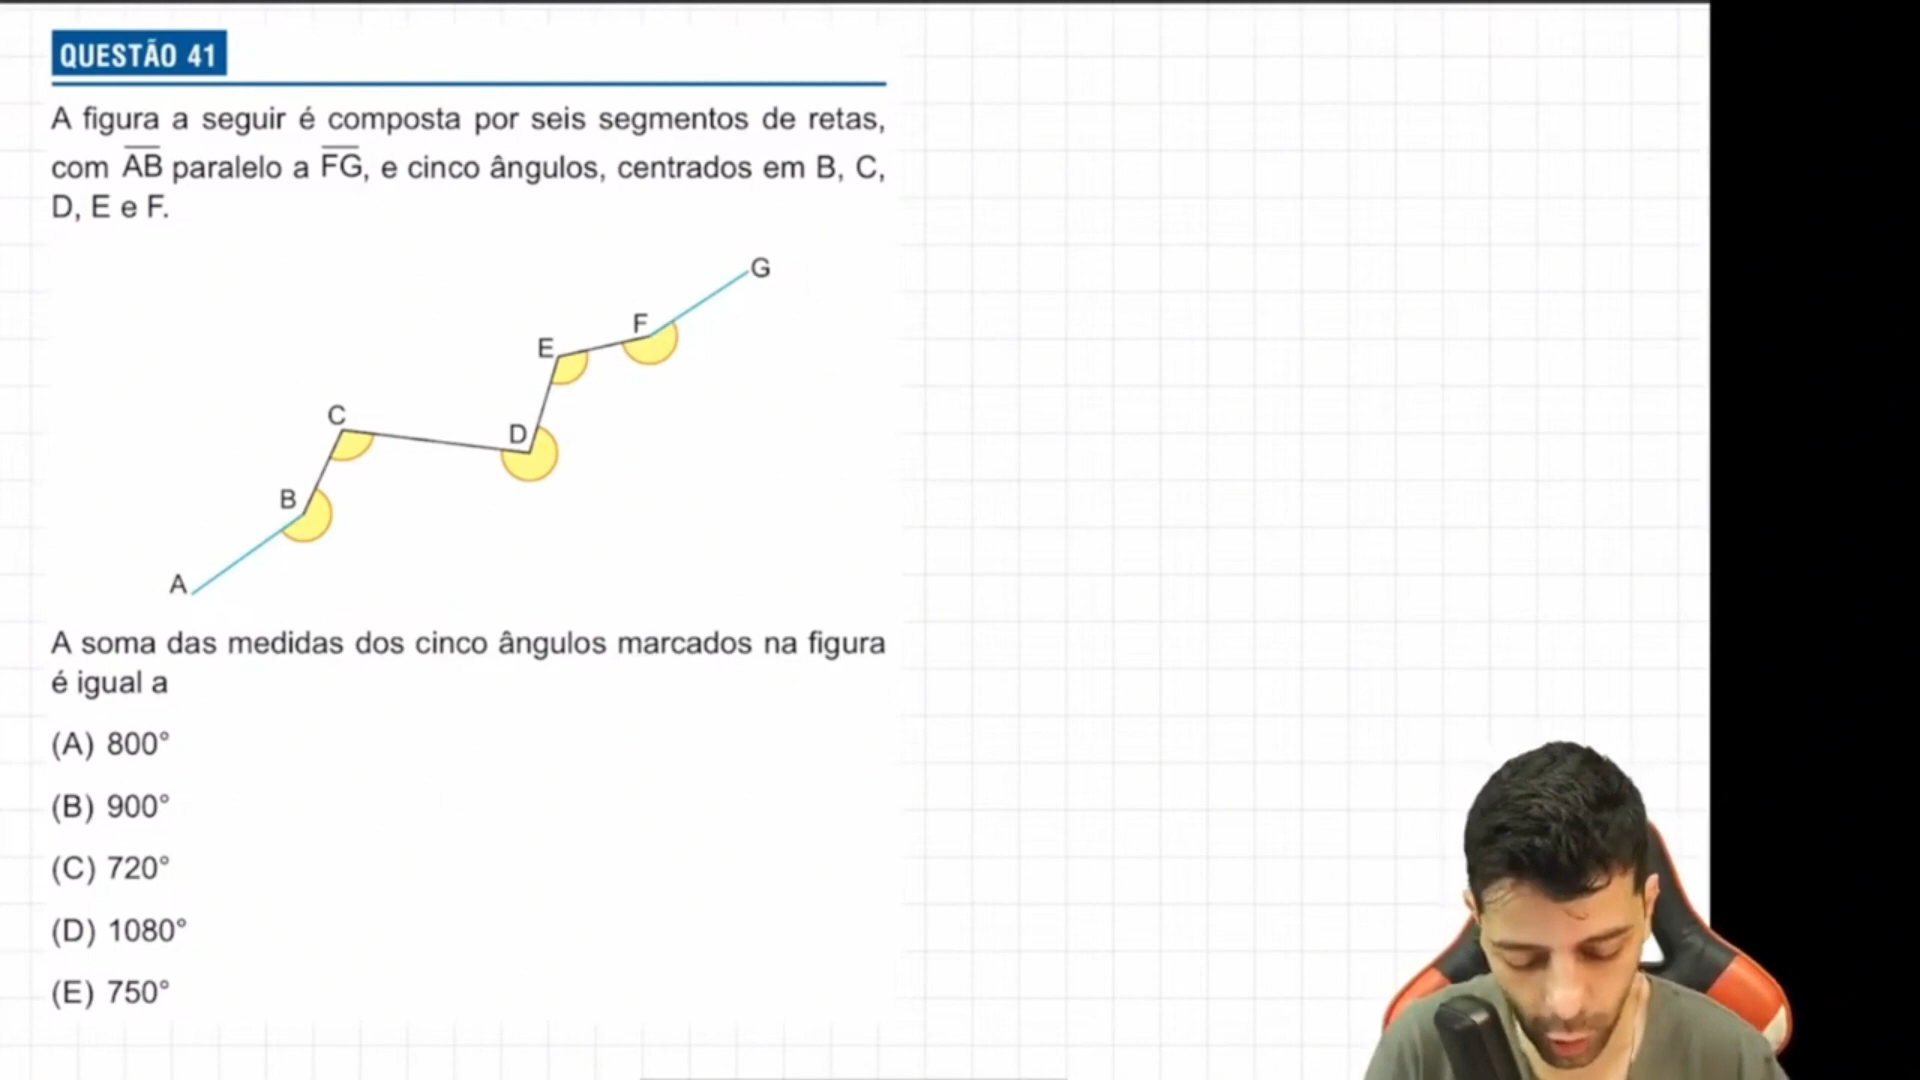 QUESTÃO 41
A figura a seguir é composta por seis segmentos de retas,
com AB paralelo a FG, e cinco ângulos, centrados em B, C,
D, E e F.
G
F
E
C
D
B
A
A soma das medidas dos cinco ângulos marcados na figura
é igual a
(A) 800°
(B) 900°
(C) 720°
(D) 1080°
(E) 750°